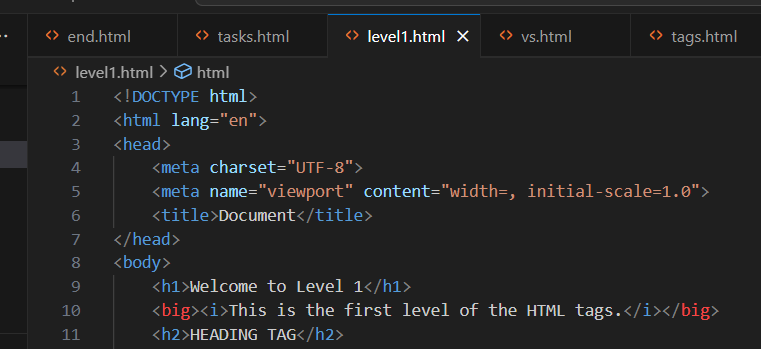 end.html tasks.html level1.html vs.html tags.html
level1.html > html
1 <!DOCTYPE html>
2 <html lang="en">
3 <head>
4 <meta charset="UTF-8">
5 <meta name="viewport" content="width=, initial-scale=1.0">
6 <title>Document</title>
7 </head>
8 <body>
9 <h1>Welcome to Level 1</h1>
10 <big><i>This is the first level of the HTML tags.</i></big>
11 <h2>HEADING TAG</h2>